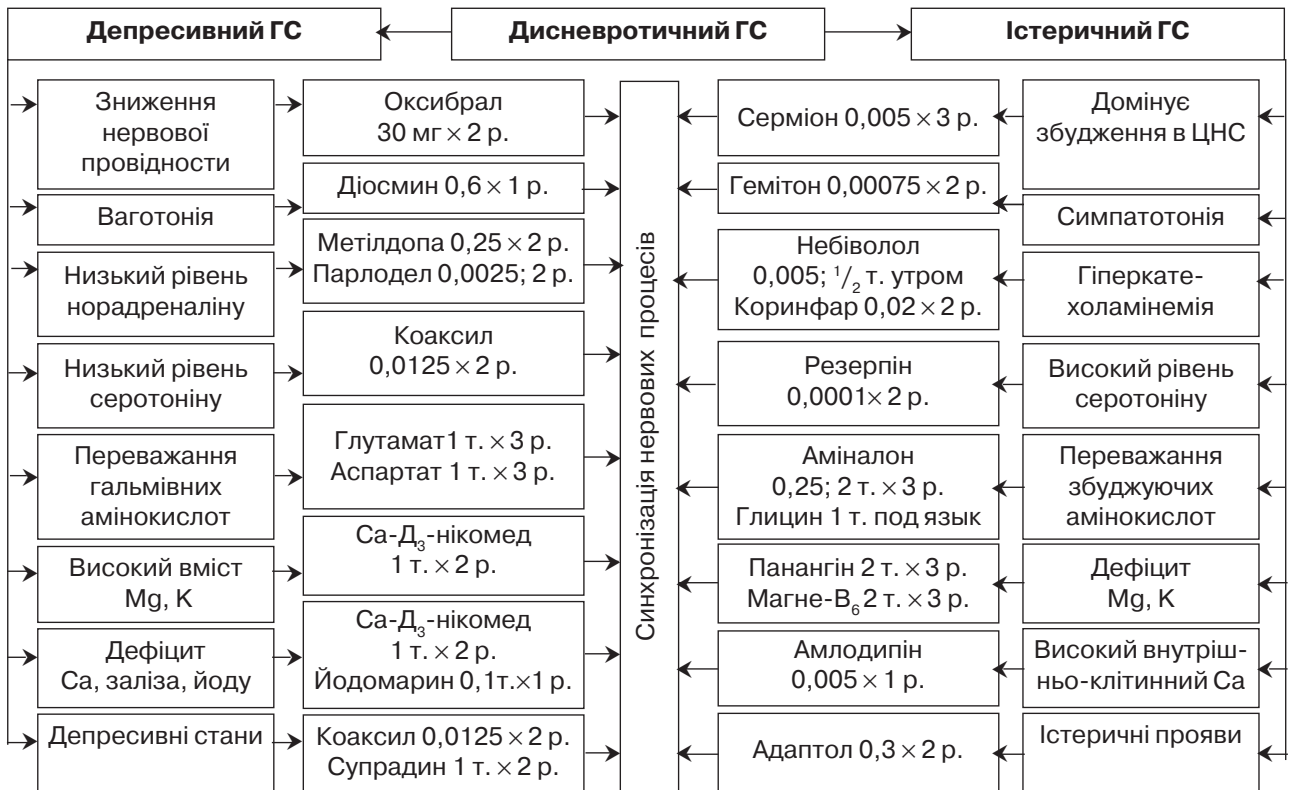 Депресивний ГС
Дисневротичний ГС
Істеричний ГС
Зниження
нервової
провідности
Оксибрал
30 мг × 2 р.
Ваготонія
Діосмин 0,6 × 1 р.
Низький рівень
норадреналіну
Метілдопа 0,25 × 2 р.
Парлодел 0,0025; 2 р.
Низький рівень
серотоніну
Коаксил
0,0125 × 2 р.
Переважання
гальмівних
амінокислот
Глутамат 1 т. × 3 р.
Аспартат 1 т. × 3 р.
Високий вміст
Mg, K
Са-Д₃-нікомед
1 т. × 2 р.
Дефіцит
Са, заліза, йоду
Са-Д₃-нікомед
1 т. × 2 р.
Йодомарин 0,1т.×1 р.
Депресивні стани
Коаксил 0,0125 × 2 р.
Супрадин 1 т. × 2 р.
Синхронізація нервових процесів
Серміон 0,005 × 3 р.
Домінує
збудження в ЦНС
Гемітон 0,00075 × 2 р.
Симпатотонія
Небіволол
0,005; ¹/₂ т. утром
Коринфар 0,02 × 2 р.
Гіперкате-
холамінемія
Резерпін
0,0001× 2 р.
Високий рівень
серотоніну
Аміналон
0,25; 2 т. × 3 р.
Глицин 1 т. под язык
Переважання
збуджуючих
амінокислот
Панангін 2 т. × 3 р.
Магне-В₆ 2 т. × 3 р.
Дефіцит
Mg, K
Амлодипін
0,005 × 1 р.
Високий внутріш-
ньо-клітинний Са
Адаптол 0,3 × 2 р.
Істеричні прояви